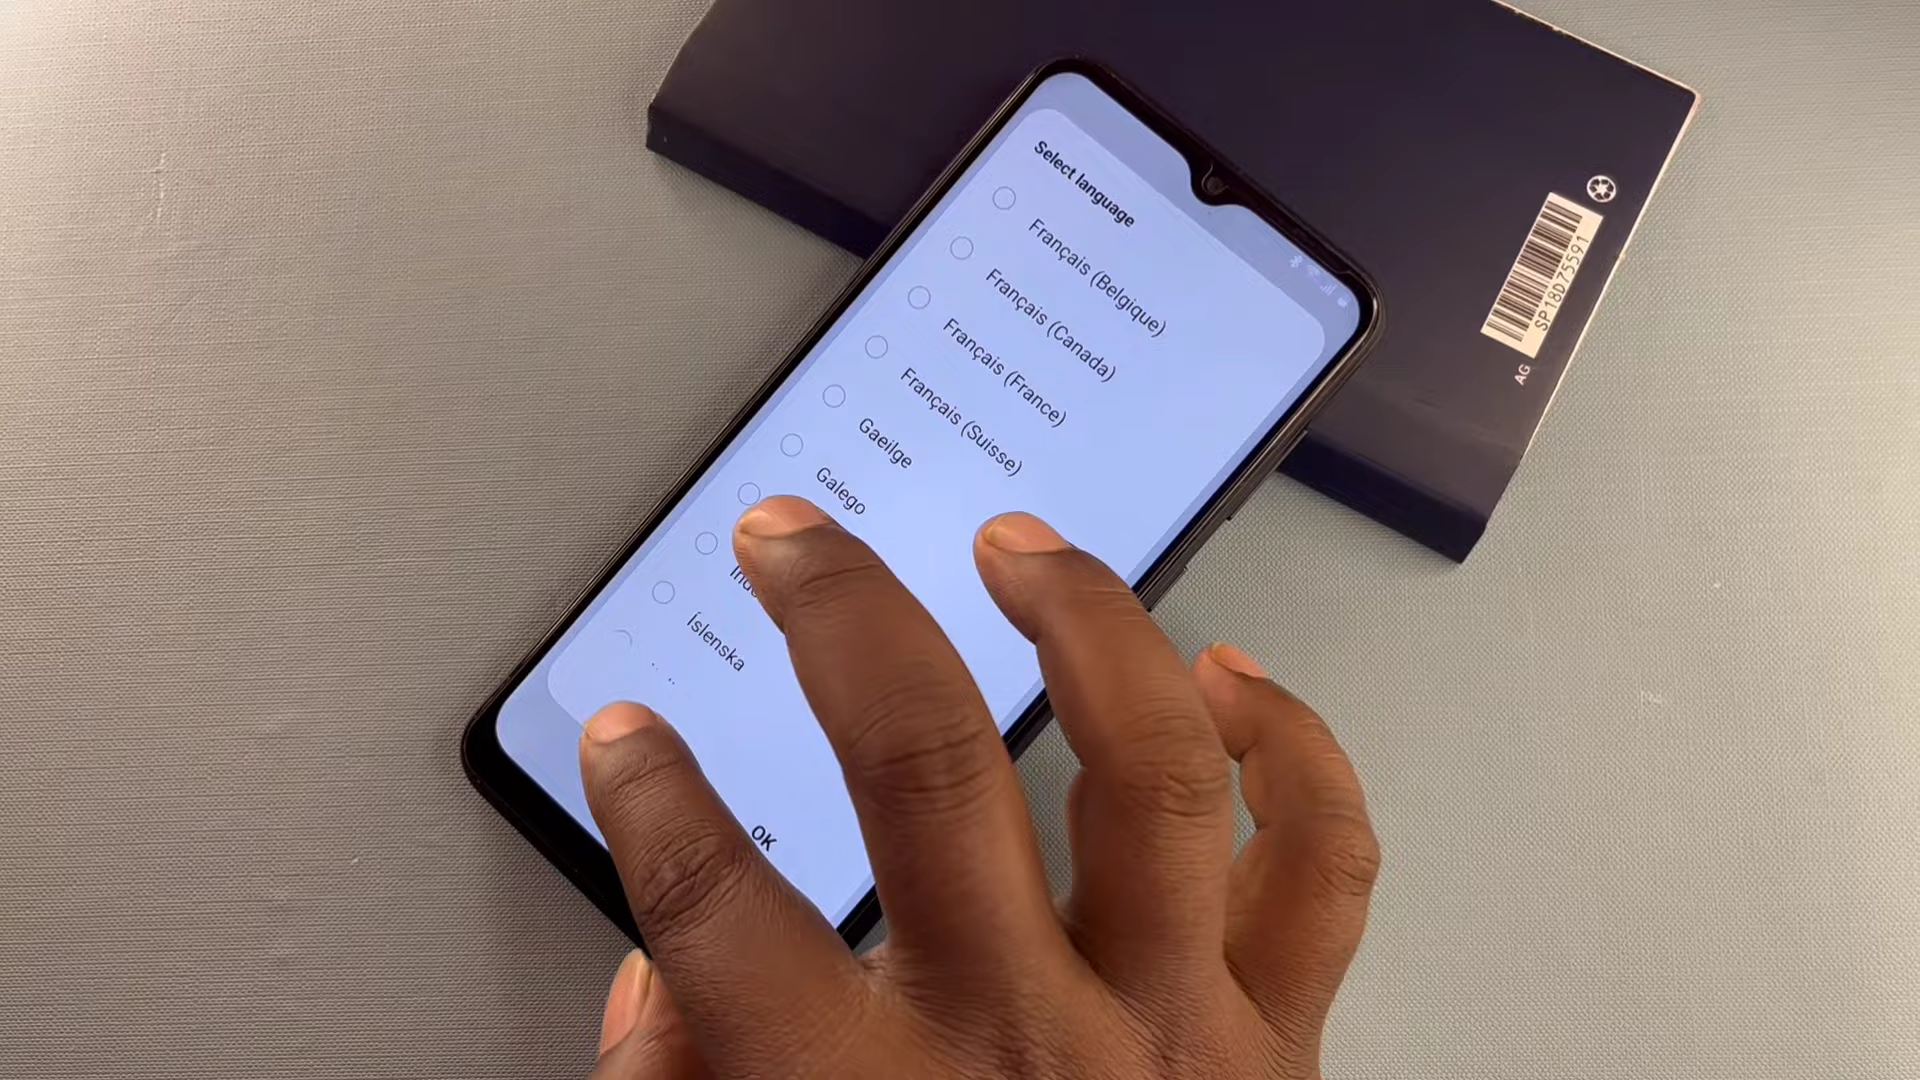 Select language
Français (Belgique)
Français (Canada)
Français (France)
Français (Suisse)
Gaeilge
Galego
Íslenska
OK
SP18D75591
AG